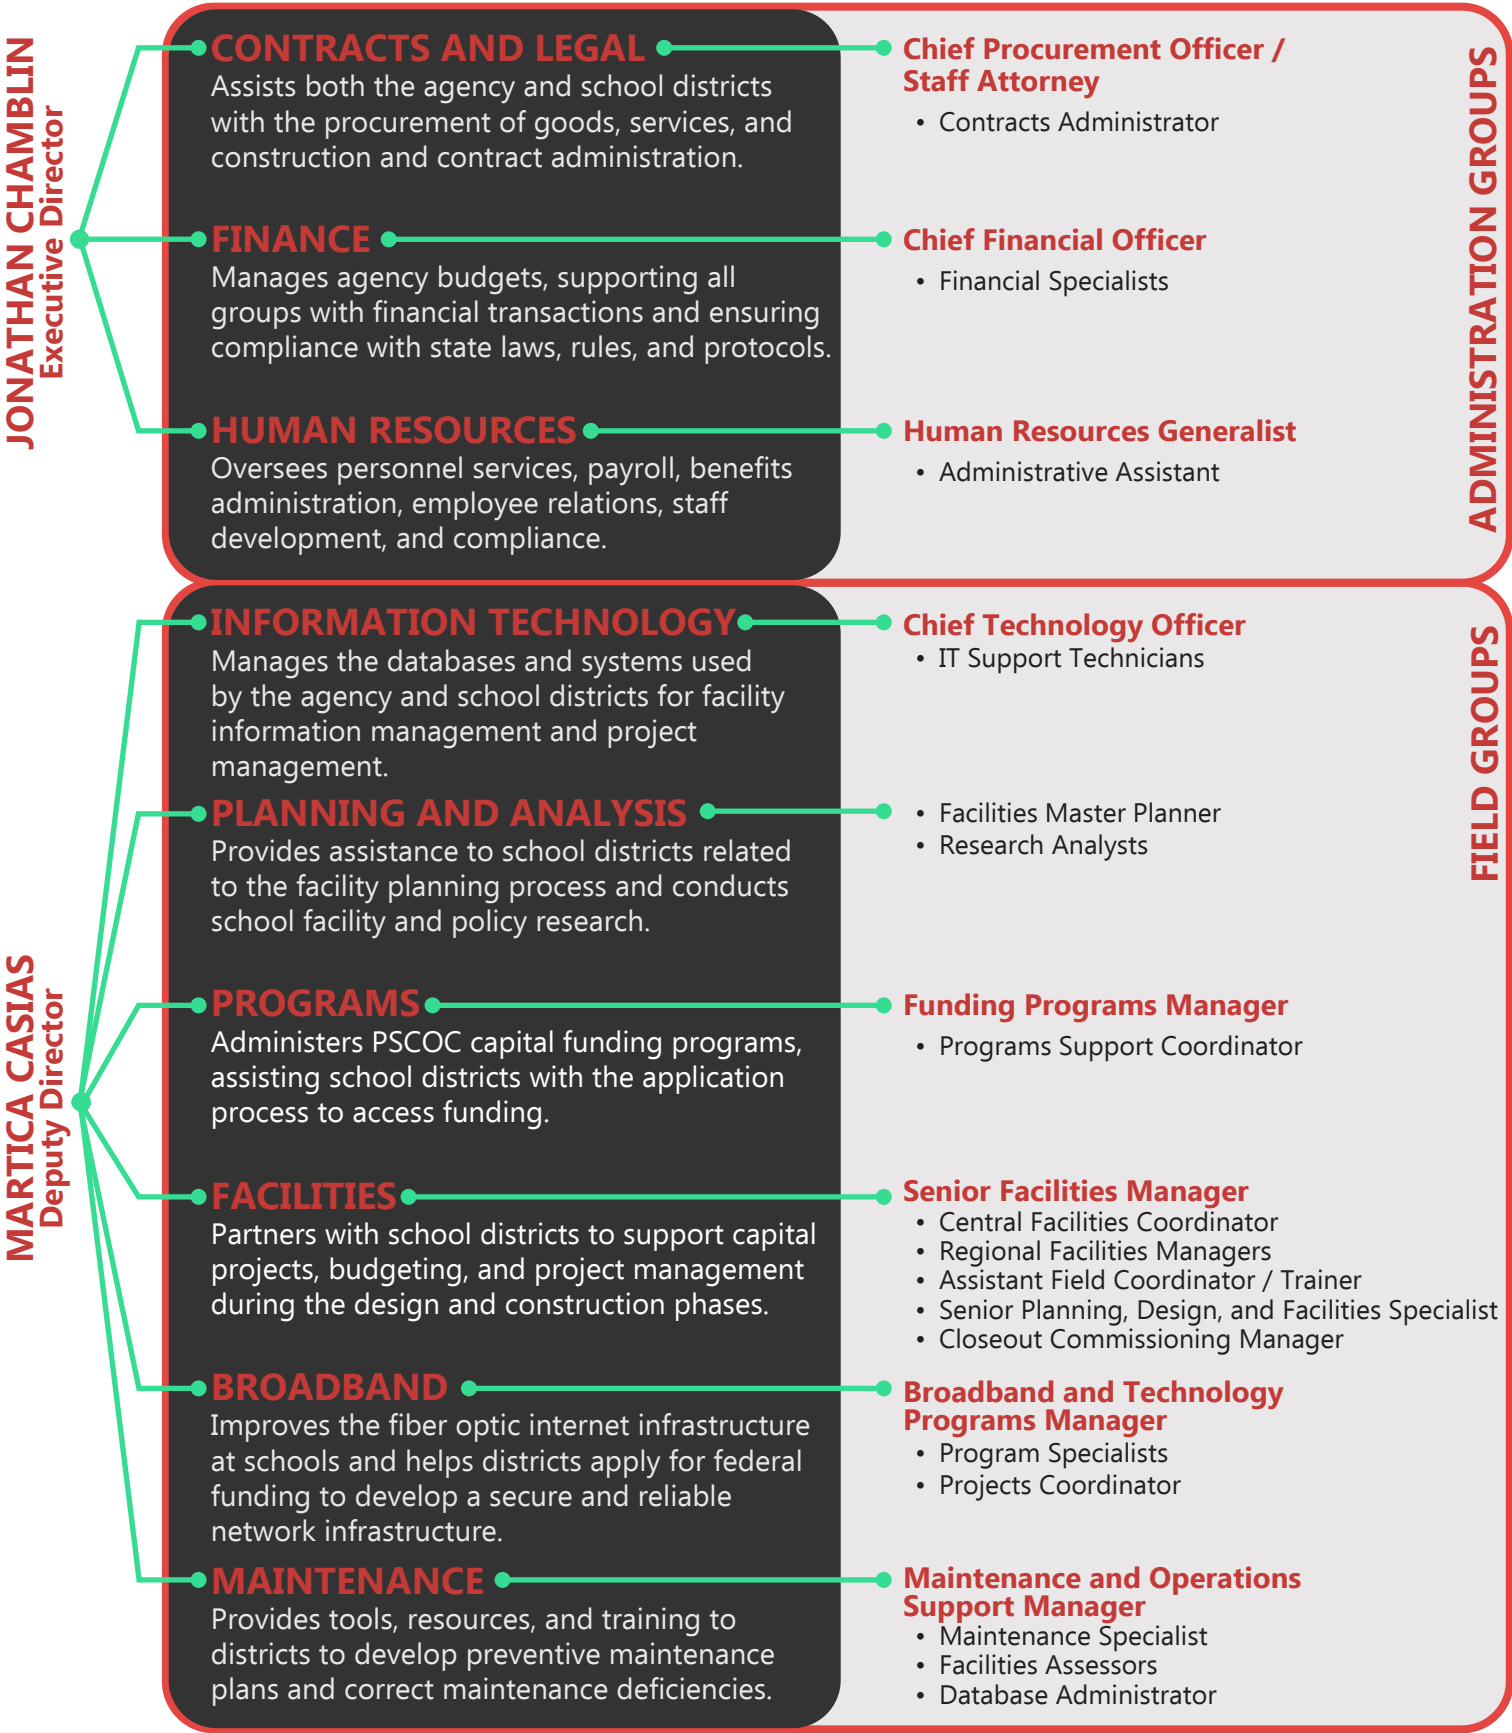 JONATHAN CHAMBLIN
Executive Director
ADMINISTRATION GROUPS
CONTRACTS AND LEGAL
Assists both the agency and school districts
with the procurement of goods, services, and
construction and contract administration.
Chief Procurement Officer /
Staff Attorney
• Contracts Administrator
FINANCE
Manages agency budgets, supporting all
groups with financial transactions and ensuring
compliance with state laws, rules, and protocols.
Chief Financial Officer
• Financial Specialists
HUMAN RESOURCES
Oversees personnel services, payroll, benefits
administration, employee relations, staff
development, and compliance.
Human Resources Generalist
• Administrative Assistant
MARTICA CASIAS
Deputy Director
FIELD GROUPS
INFORMATION TECHNOLOGY
Manages the databases and systems used
by the agency and school districts for facility
information management and project
management.
Chief Technology Officer
• IT Support Technicians
PLANNING AND ANALYSIS
Provides assistance to school districts related
to the facility planning process and conducts
school facility and policy research.
• Facilities Master Planner
• Research Analysts
PROGRAMS
Administers PSCOC capital funding programs,
assisting school districts with the application
process to access funding.
Funding Programs Manager
• Programs Support Coordinator
FACILITIES
Partners with school districts to support capital
projects, budgeting, and project management
during the design and construction phases.
Senior Facilities Manager
• Central Facilities Coordinator
• Regional Facilities Managers
• Assistant Field Coordinator / Trainer
• Senior Planning, Design, and Facilities Specialist
• Closeout Commissioning Manager
BROADBAND
Improves the fiber optic internet infrastructure
at schools and helps districts apply for federal
funding to develop a secure and reliable
network infrastructure.
Broadband and Technology
Programs Manager
• Program Specialists
• Projects Coordinator
MAINTENANCE
Provides tools, resources, and training to
districts to develop preventive maintenance
plans and correct maintenance deficiencies.
Maintenance and Operations
Support Manager
• Maintenance Specialist
• Facilities Assessors
• Database Administrator